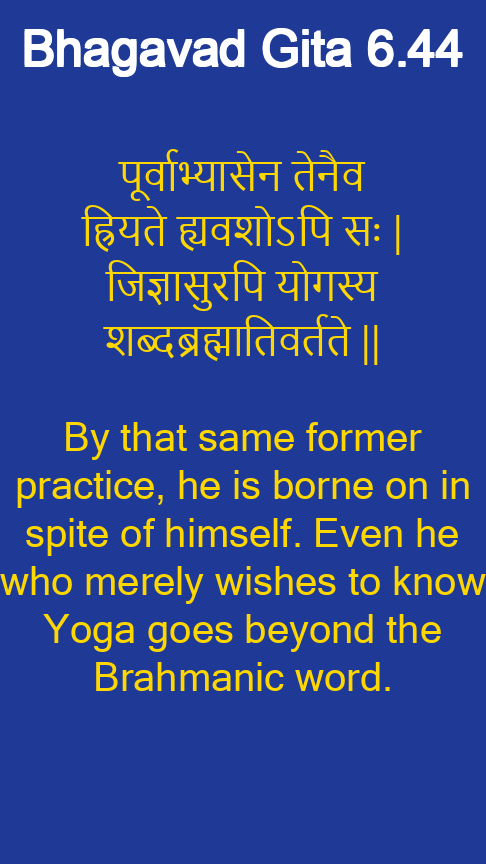 Bhagavad Gita 6.44
पूर्वाभ्यासेन तेनैव
ह्रियते ह्यवशोऽपि सः |
जिज्ञासुरपि योगस्य
शब्दब्रह्मातिवर्तते ||
By that same former
practice, he is borne on in
spite of himself. Even he
who merely wishes to know
Yoga goes beyond the
Brahmanic word.